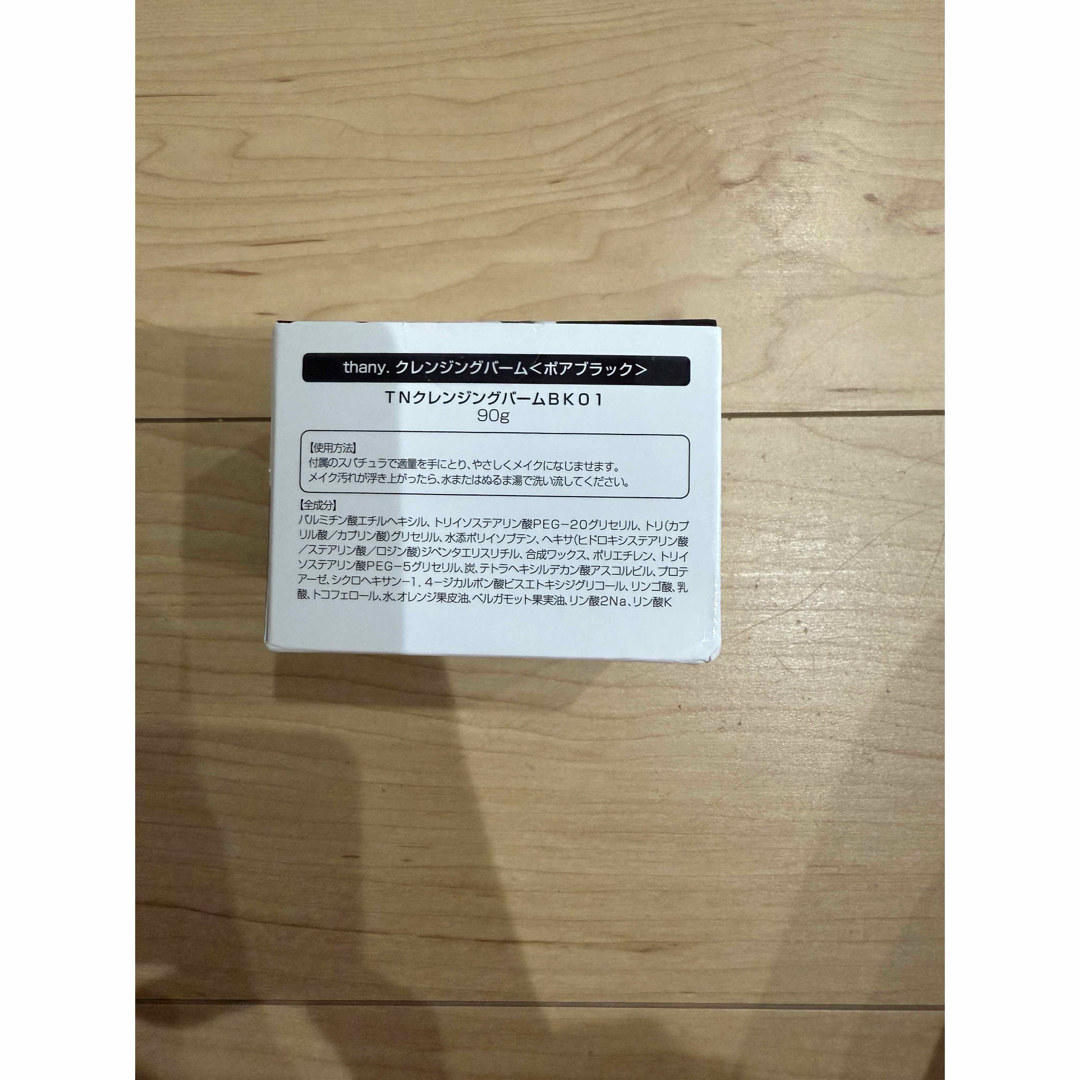 thany. クレンジングバーム<ポアブラック>
TNクレンジングバームBK01
90g
【使用方法】
付属のスパチュラで適量を手にとり、やさしくメイクになじませます。
メイク汚れが浮き上がったら、水またはぬるま湯で洗い流してください。
【全成分】
パルミチン酸エチルヘキシル、トリイソステアリン酸PEG-20グリセリル、トリ(カプ
リル酸/カプリン酸)グリセリル、水添ポリイソブテン、ヘキサ(ヒドロキシステアリン酸
/ステアリン酸/ロジン酸)ジペンタエリスリチル、合成ワックス、ポリエチレン、トリイ
ソステアリン酸PEG-5グリセリル、炭、テトラヘキシルデカン酸アスコルビル、プロテ
アーゼ、シクロヘキサン-1, 4-ジカルボン酸ビスエトキシジグリコール、リンゴ酸、乳
酸、トコフェロール、水、オレンジ果皮油、ベルガモット果実油、リン酸2Na、リン酸K